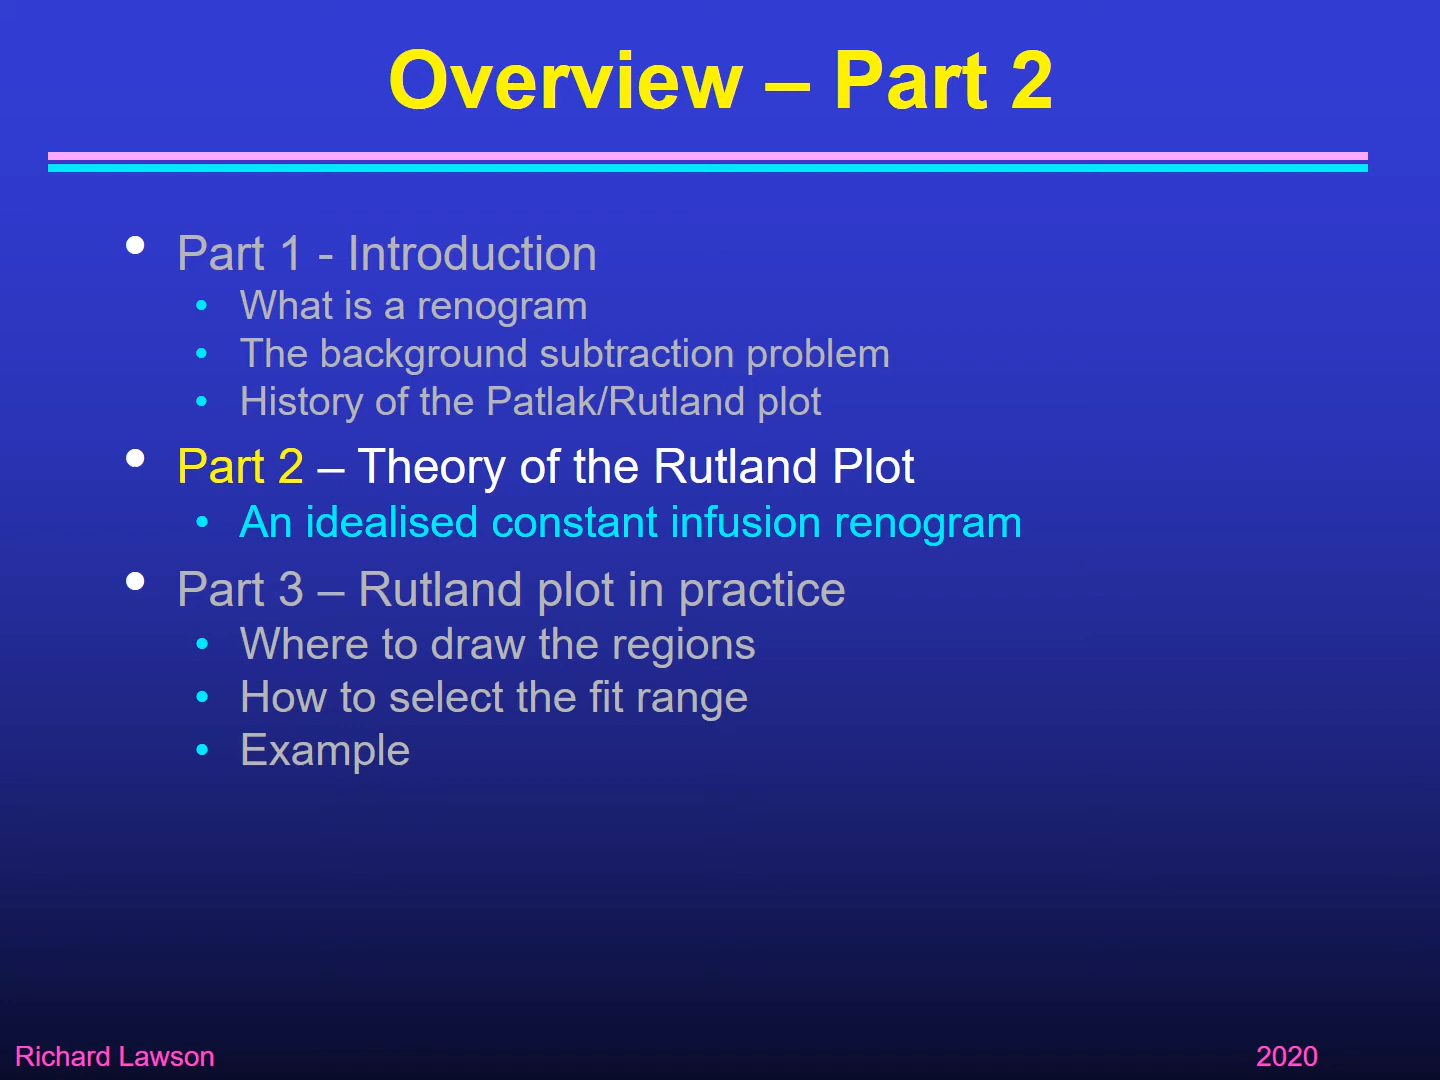 Overview – Part 2
• Part 1 - Introduction
• What is a renogram
• The background subtraction problem
• History of the Patlak/Rutland plot
• Part 2 – Theory of the Rutland Plot
• An idealised constant infusion renogram
• Part 3 – Rutland plot in practice
• Where to draw the regions
• How to select the fit range
• Example
Richard Lawson
2020